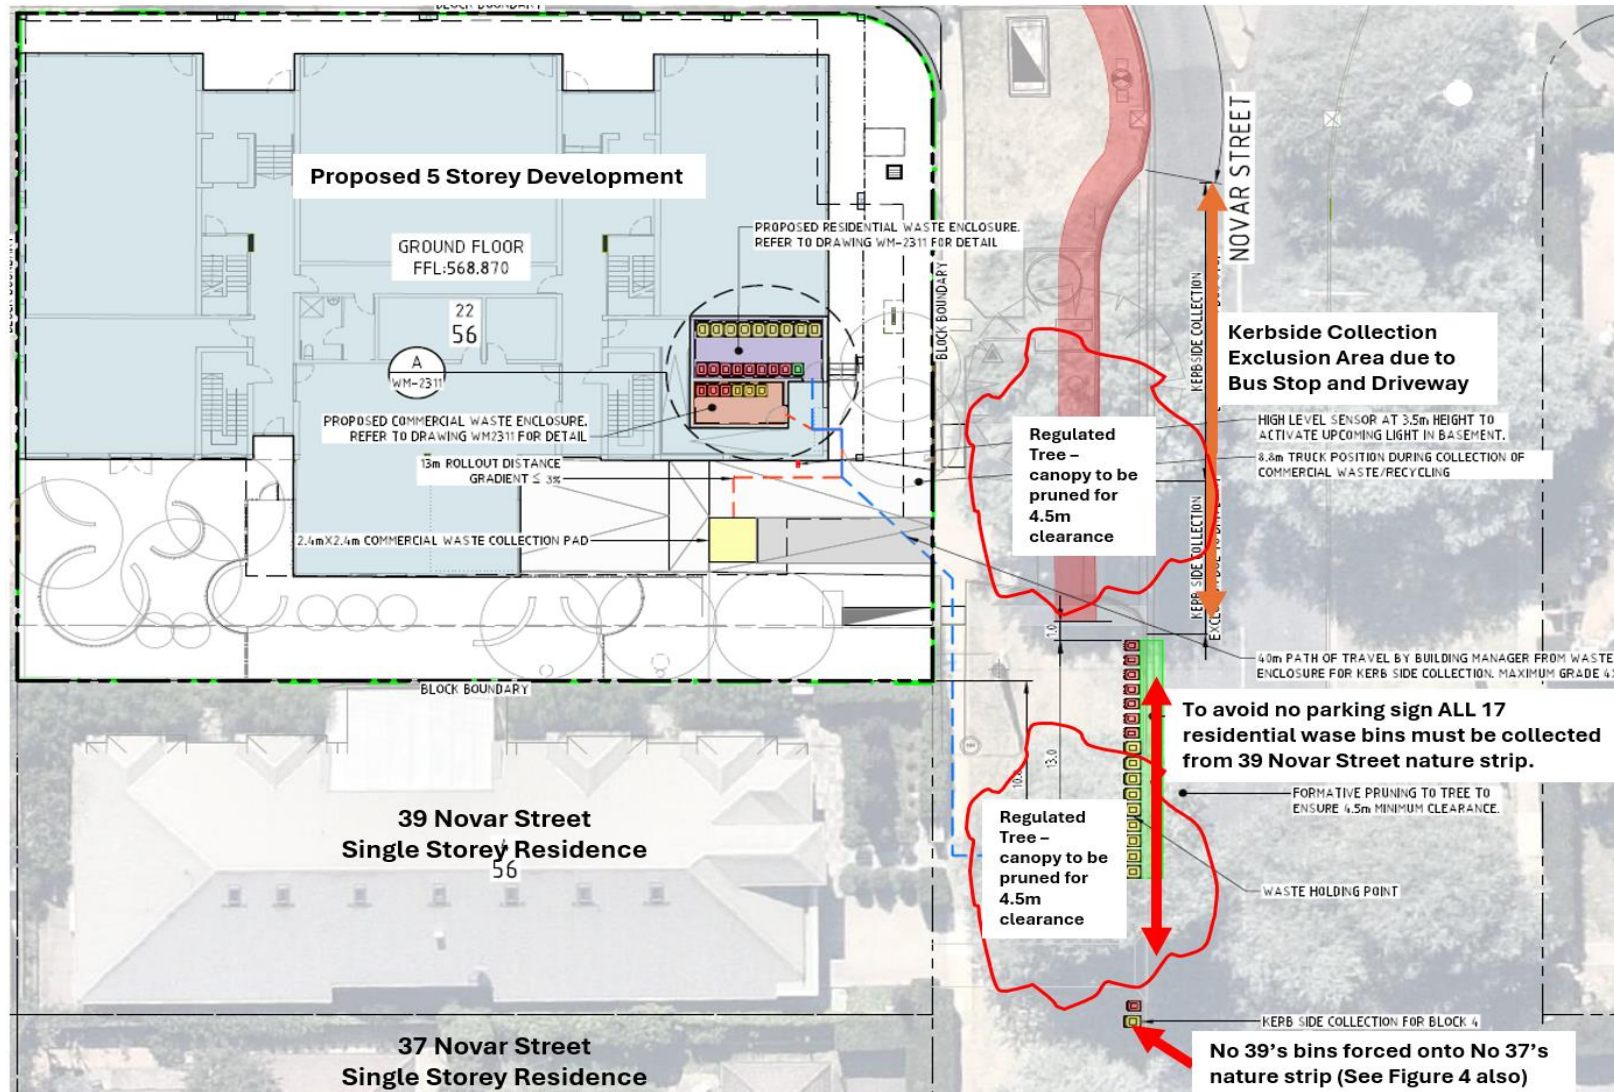 BLOCK BOUNDARY
NOVAR STREET
Proposed 5 Storey Development
PROPOSED RESIDENTIAL WASTE ENCLOSURE.
REFER TO DRAWING WM-2311 FOR DETAIL
GROUND FLOOR
FFL:568.870
22
56
A
WM-2311
BLOCK BOUNDARY
KERBSIDE COLLECTION
Kerbside Collection
Exclusion Area due to
Bus Stop and Driveway
PROPOSED COMMERCIAL WASTE ENCLOSURE.
REFER TO DRAWING WM2311 FOR DETAIL
HIGH LEVEL SENSOR AT 3.5m HEIGHT TO
ACTIVATE UPCOMING LIGHT IN BASEMENT.
8.8m TRUCK POSITION DURING COLLECTION OF
COMMERCIAL WASTE/RECYCLING
Regulated
Tree –
canopy to be
pruned for
4.5m
clearance
13m ROLLOUT DISTANCE
GRADIENT ≤ 3%
2.4mX2.4m COMMERCIAL WASTE COLLECTION PAD
KERB SIDE COLLECTION
1.0
40m PATH OF TRAVEL BY BUILDING MANAGER FROM WASTE
ENCLOSURE FOR KERB SIDE COLLECTION. MAXIMUM GRADE
BLOCK BOUNDARY
To avoid no parking sign ALL 17
residential wase bins must be collected
from 39 Novar Street nature strip.
13.0
FORMATIVE PRUNING TO TREE TO
ENSURE 4.5m MINIMUM CLEARANCE.
39 Novar Street
Single Storey Residence
56
Regulated
Tree –
canopy to be
pruned for
4.5m
clearance
WASTE HOLDING POINT
KERB SIDE COLLECTION FOR BLOCK 4
37 Novar Street
Single Storey Residence
No 39’s bins forced onto No 37’s
nature strip (See Figure 4 also)